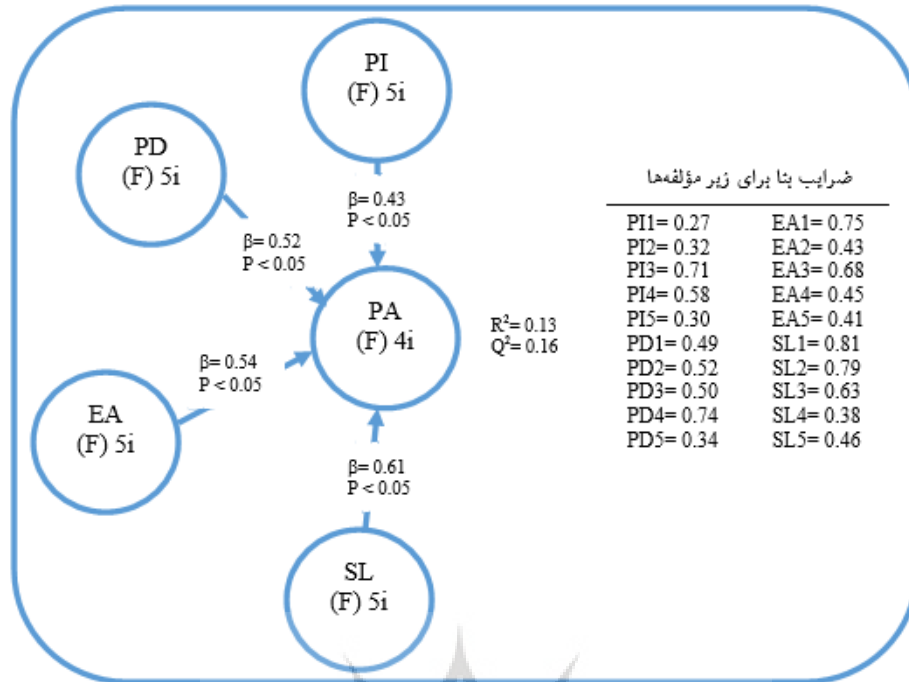 PI
(F) 5i
PD
(F) 5i
β= 0.43
P < 0.05
β= 0.52
P < 0.05
PA
(F) 4i
R²= 0.13
Q²= 0.16
β= 0.54
P < 0.05
EA
(F) 5i
β= 0.61
P < 0.05
SL
(F) 5i
ضرایب بتا برای زیر مؤلفه‌ها
PI1= 0.27 EA1= 0.75
PI2= 0.32 EA2= 0.43
PI3= 0.71 EA3= 0.68
PI4= 0.58 EA4= 0.45
PI5= 0.30 EA5= 0.41
PD1= 0.49 SL1= 0.81
PD2= 0.52 SL2= 0.79
PD3= 0.50 SL3= 0.63
PD4= 0.74 SL4= 0.38
PD5= 0.34 SL5= 0.46